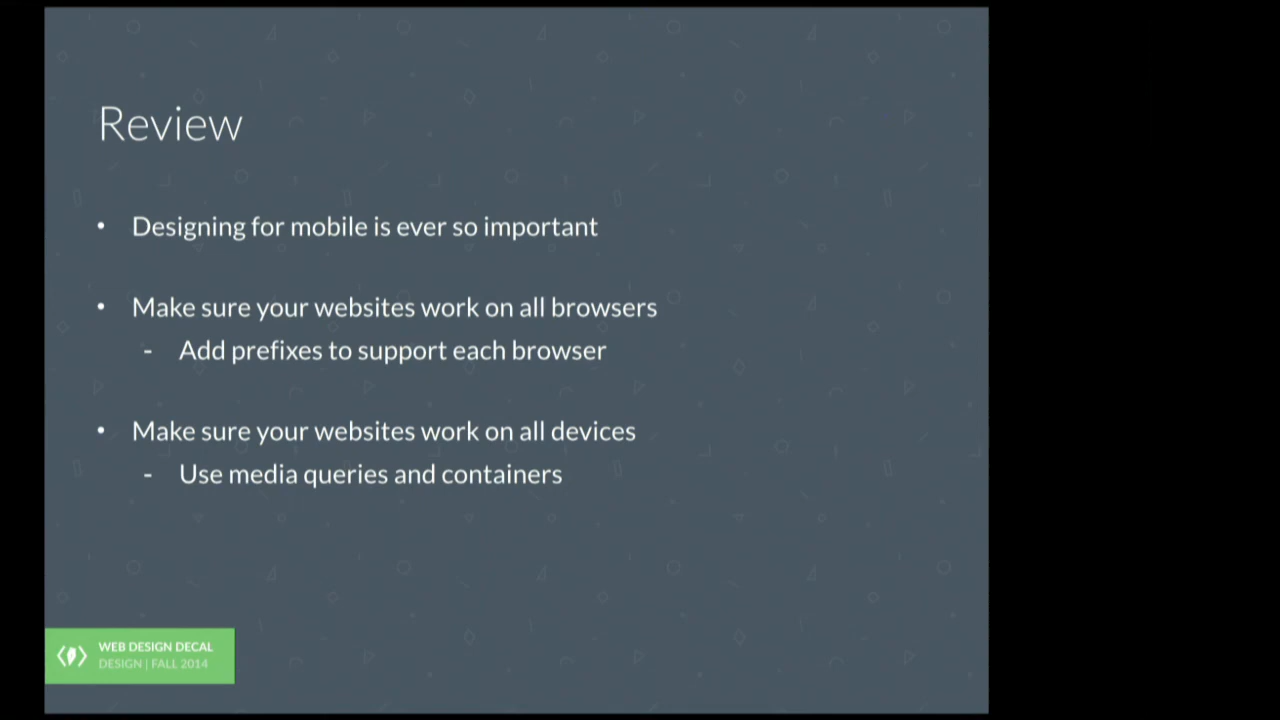 Review
• Designing for mobile is ever so important
• Make sure your websites work on all browsers
- Add prefixes to support each browser
• Make sure your websites work on all devices
- Use media queries and containers
WEB DESIGN DECAL
DESIGN | FALL 2014